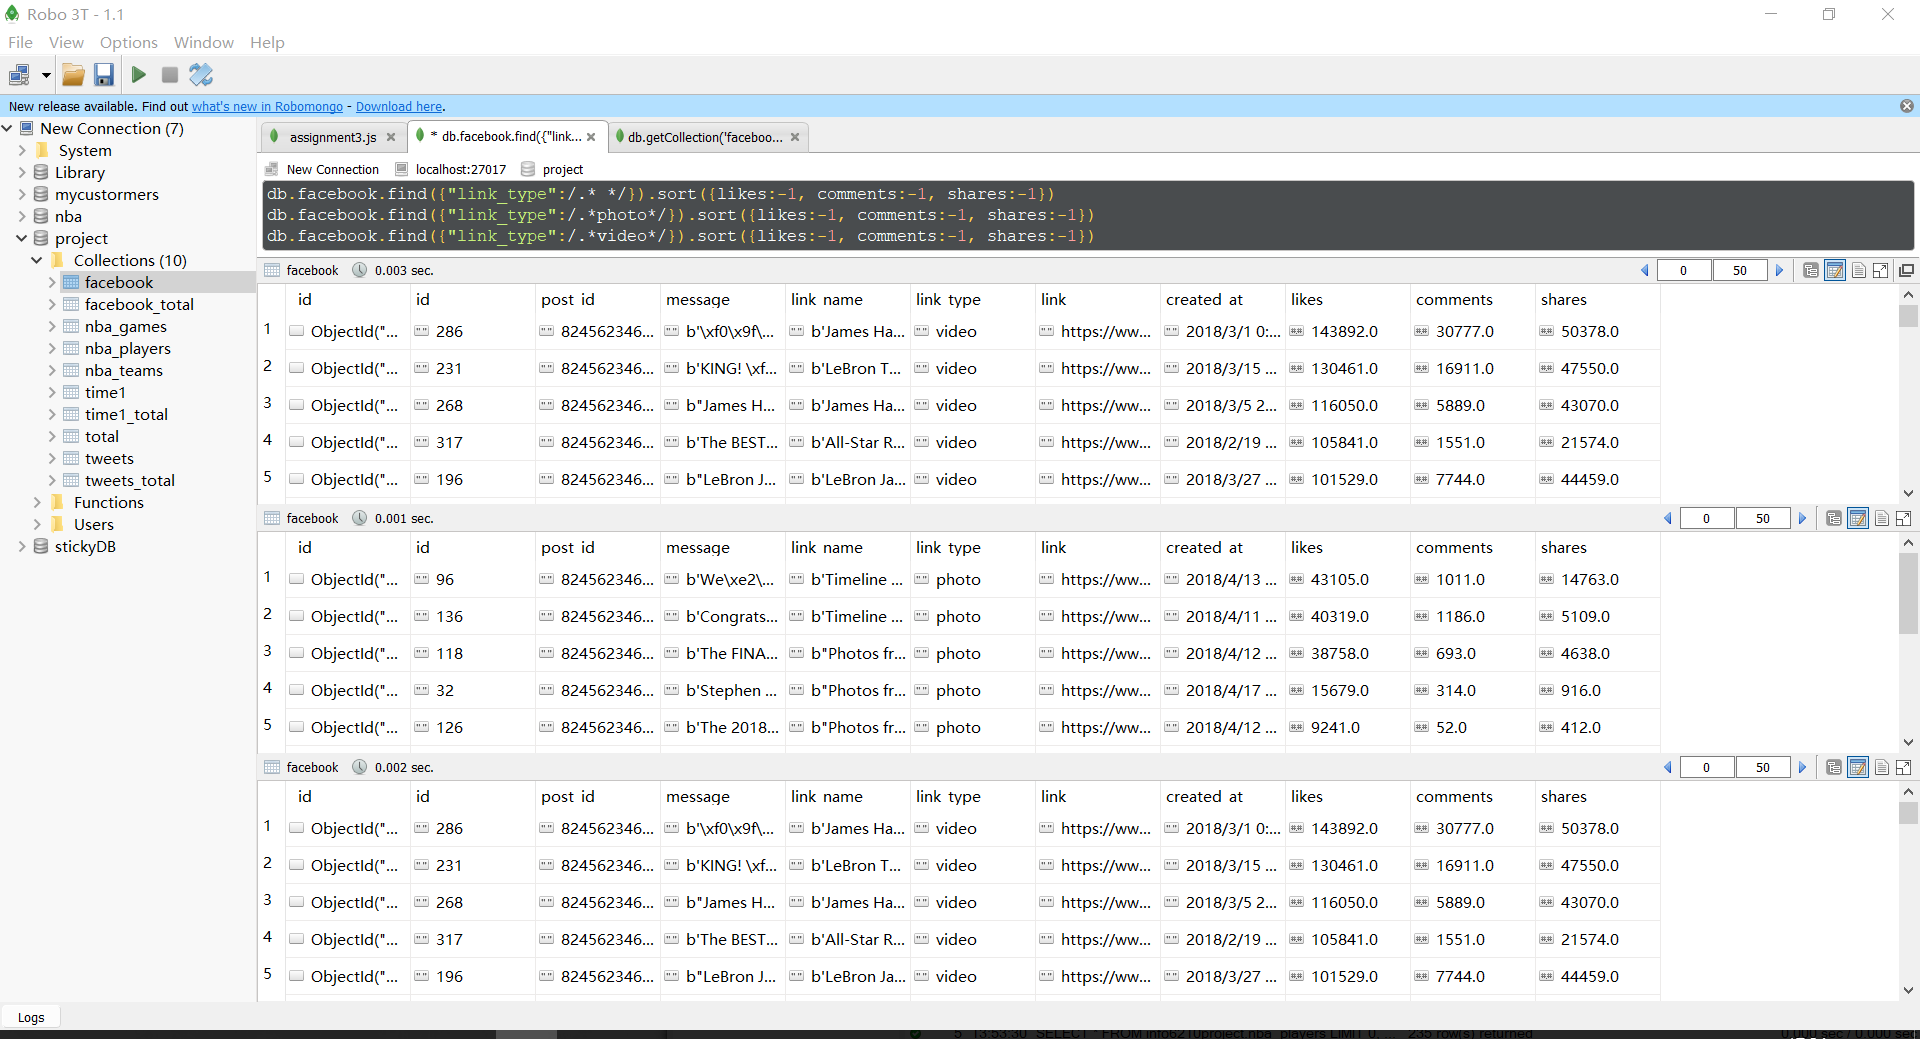 Robo 3T - 1.1
File View Options Window Help
New release available. Find out what's new in Robomongo - Download here.
New Connection (7)
System
Library
mycustormers
nba
project
Collections (10)
facebook
facebook_total
nba_games
nba_players
nba_teams
time1
time1_total
total
tweets
tweets_total
Functions
Users
stickyDB
assignment3.js * db.facebook.find({"link... db.getCollection('faceboo...
New Connection localhost:27017 project
db.facebook.find({"link_type":/.* */}).sort({likes:-1, comments:-1, shares:-1})
db.facebook.find({"link_type":/.*photo*/}).sort({likes:-1, comments:-1, shares:-1})
db.facebook.find({"link_type":/.*video*/}).sort({likes:-1, comments:-1, shares:-1})
facebook 0.003 sec. 0 50
id id post id message link name link type link created at likes comments shares
1 ObjectId("... 286 824562346... b'\xf0\x9f\... b'James Ha... video https://ww... 2018/3/1 0:... 143892.0 30777.0 50378.0
2 ObjectId("... 231 824562346... b'KING! \xf... b'LeBron T... video https://ww... 2018/3/15 ... 130461.0 16911.0 47550.0
3 ObjectId("... 268 824562346... b"James H... b'James Ha... video https://ww... 2018/3/5 2... 116050.0 5889.0 43070.0
4 ObjectId("... 317 824562346... b'The BEST... b'All-Star R... video https://ww... 2018/2/19 ... 105841.0 1551.0 21574.0
5 ObjectId("... 196 824562346... b"LeBron J... b'LeBron Ja... video https://ww... 2018/3/27 ... 101529.0 7744.0 44459.0
facebook 0.001 sec. 0 50
id id post id message link name link type link created at likes comments shares
1 ObjectId("... 96 824562346... b'We\xe2\... b'Timeline ... photo https://ww... 2018/4/13 ... 43105.0 1011.0 14763.0
2 ObjectId("... 136 824562346... b'Congrats... b'Timeline ... photo https://ww... 2018/4/11 ... 40319.0 1186.0 5109.0
3 ObjectId("... 118 824562346... b'The FINA... b"Photos fr... photo https://ww... 2018/4/12 ... 38758.0 693.0 4638.0
4 ObjectId("... 32 824562346... b'Stephen ... b"Photos fr... photo https://ww... 2018/4/17 ... 15679.0 314.0 916.0
5 ObjectId("... 126 824562346... b'The 2018... b"Photos fr... photo https://ww... 2018/4/12 ... 9241.0 52.0 412.0
facebook 0.002 sec. 0 50
id id post id message link name link type link created at likes comments shares
1 ObjectId("... 286 824562346... b'\xf0\x9f\... b'James Ha... video https://ww... 2018/3/1 0:... 143892.0 30777.0 50378.0
2 ObjectId("... 231 824562346... b'KING! \xf... b'LeBron T... video https://ww... 2018/3/15 ... 130461.0 16911.0 47550.0
3 ObjectId("... 268 824562346... b"James H... b'James Ha... video https://ww... 2018/3/5 2... 116050.0 5889.0 43070.0
4 ObjectId("... 317 824562346... b'The BEST... b'All-Star R... video https://ww... 2018/2/19 ... 105841.0 1551.0 21574.0
5 ObjectId("... 196 824562346... b"LeBron J... b'LeBron Ja... video https://ww... 2018/3/27 ... 101529.0 7744.0 44459.0
Logs